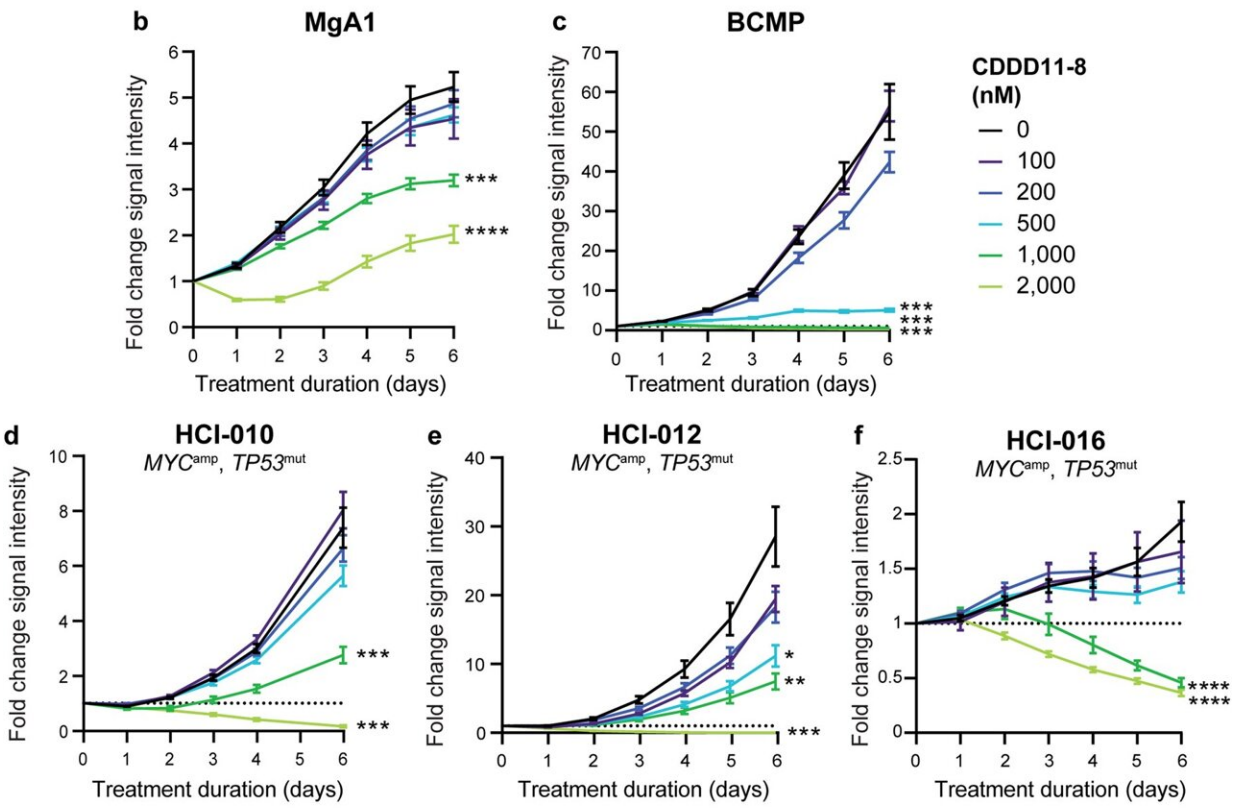 b MgA1
Fold change signal intensity
6
5
4
3
2
1
0
0 1 2 3 4 5 6
Treatment duration (days)
***
****
c BCMP
Fold change signal intensity
70
60
50
40
30
20
10
0
0 1 2 3 4 5 6
Treatment duration (days)
***
***
***
CDDD11-8
(nM)
0
100
200
500
1,000
2,000
d HCI-010
MYCamp, TP53mut
Fold change signal intensity
10
8
6
4
2
0
0 1 2 3 4 5 6
Treatment duration (days)
***
***
e HCI-012
MYCamp, TP53mut
Fold change signal intensity
40
30
20
10
0
0 1 2 3 4 5 6
Treatment duration (days)
*
**
***
f HCI-016
MYCamp, TP53mut
Fold change signal intensity
2.5
2
1.5
1
0.5
0
0 1 2 3 4 5 6
Treatment duration (days)
****
****